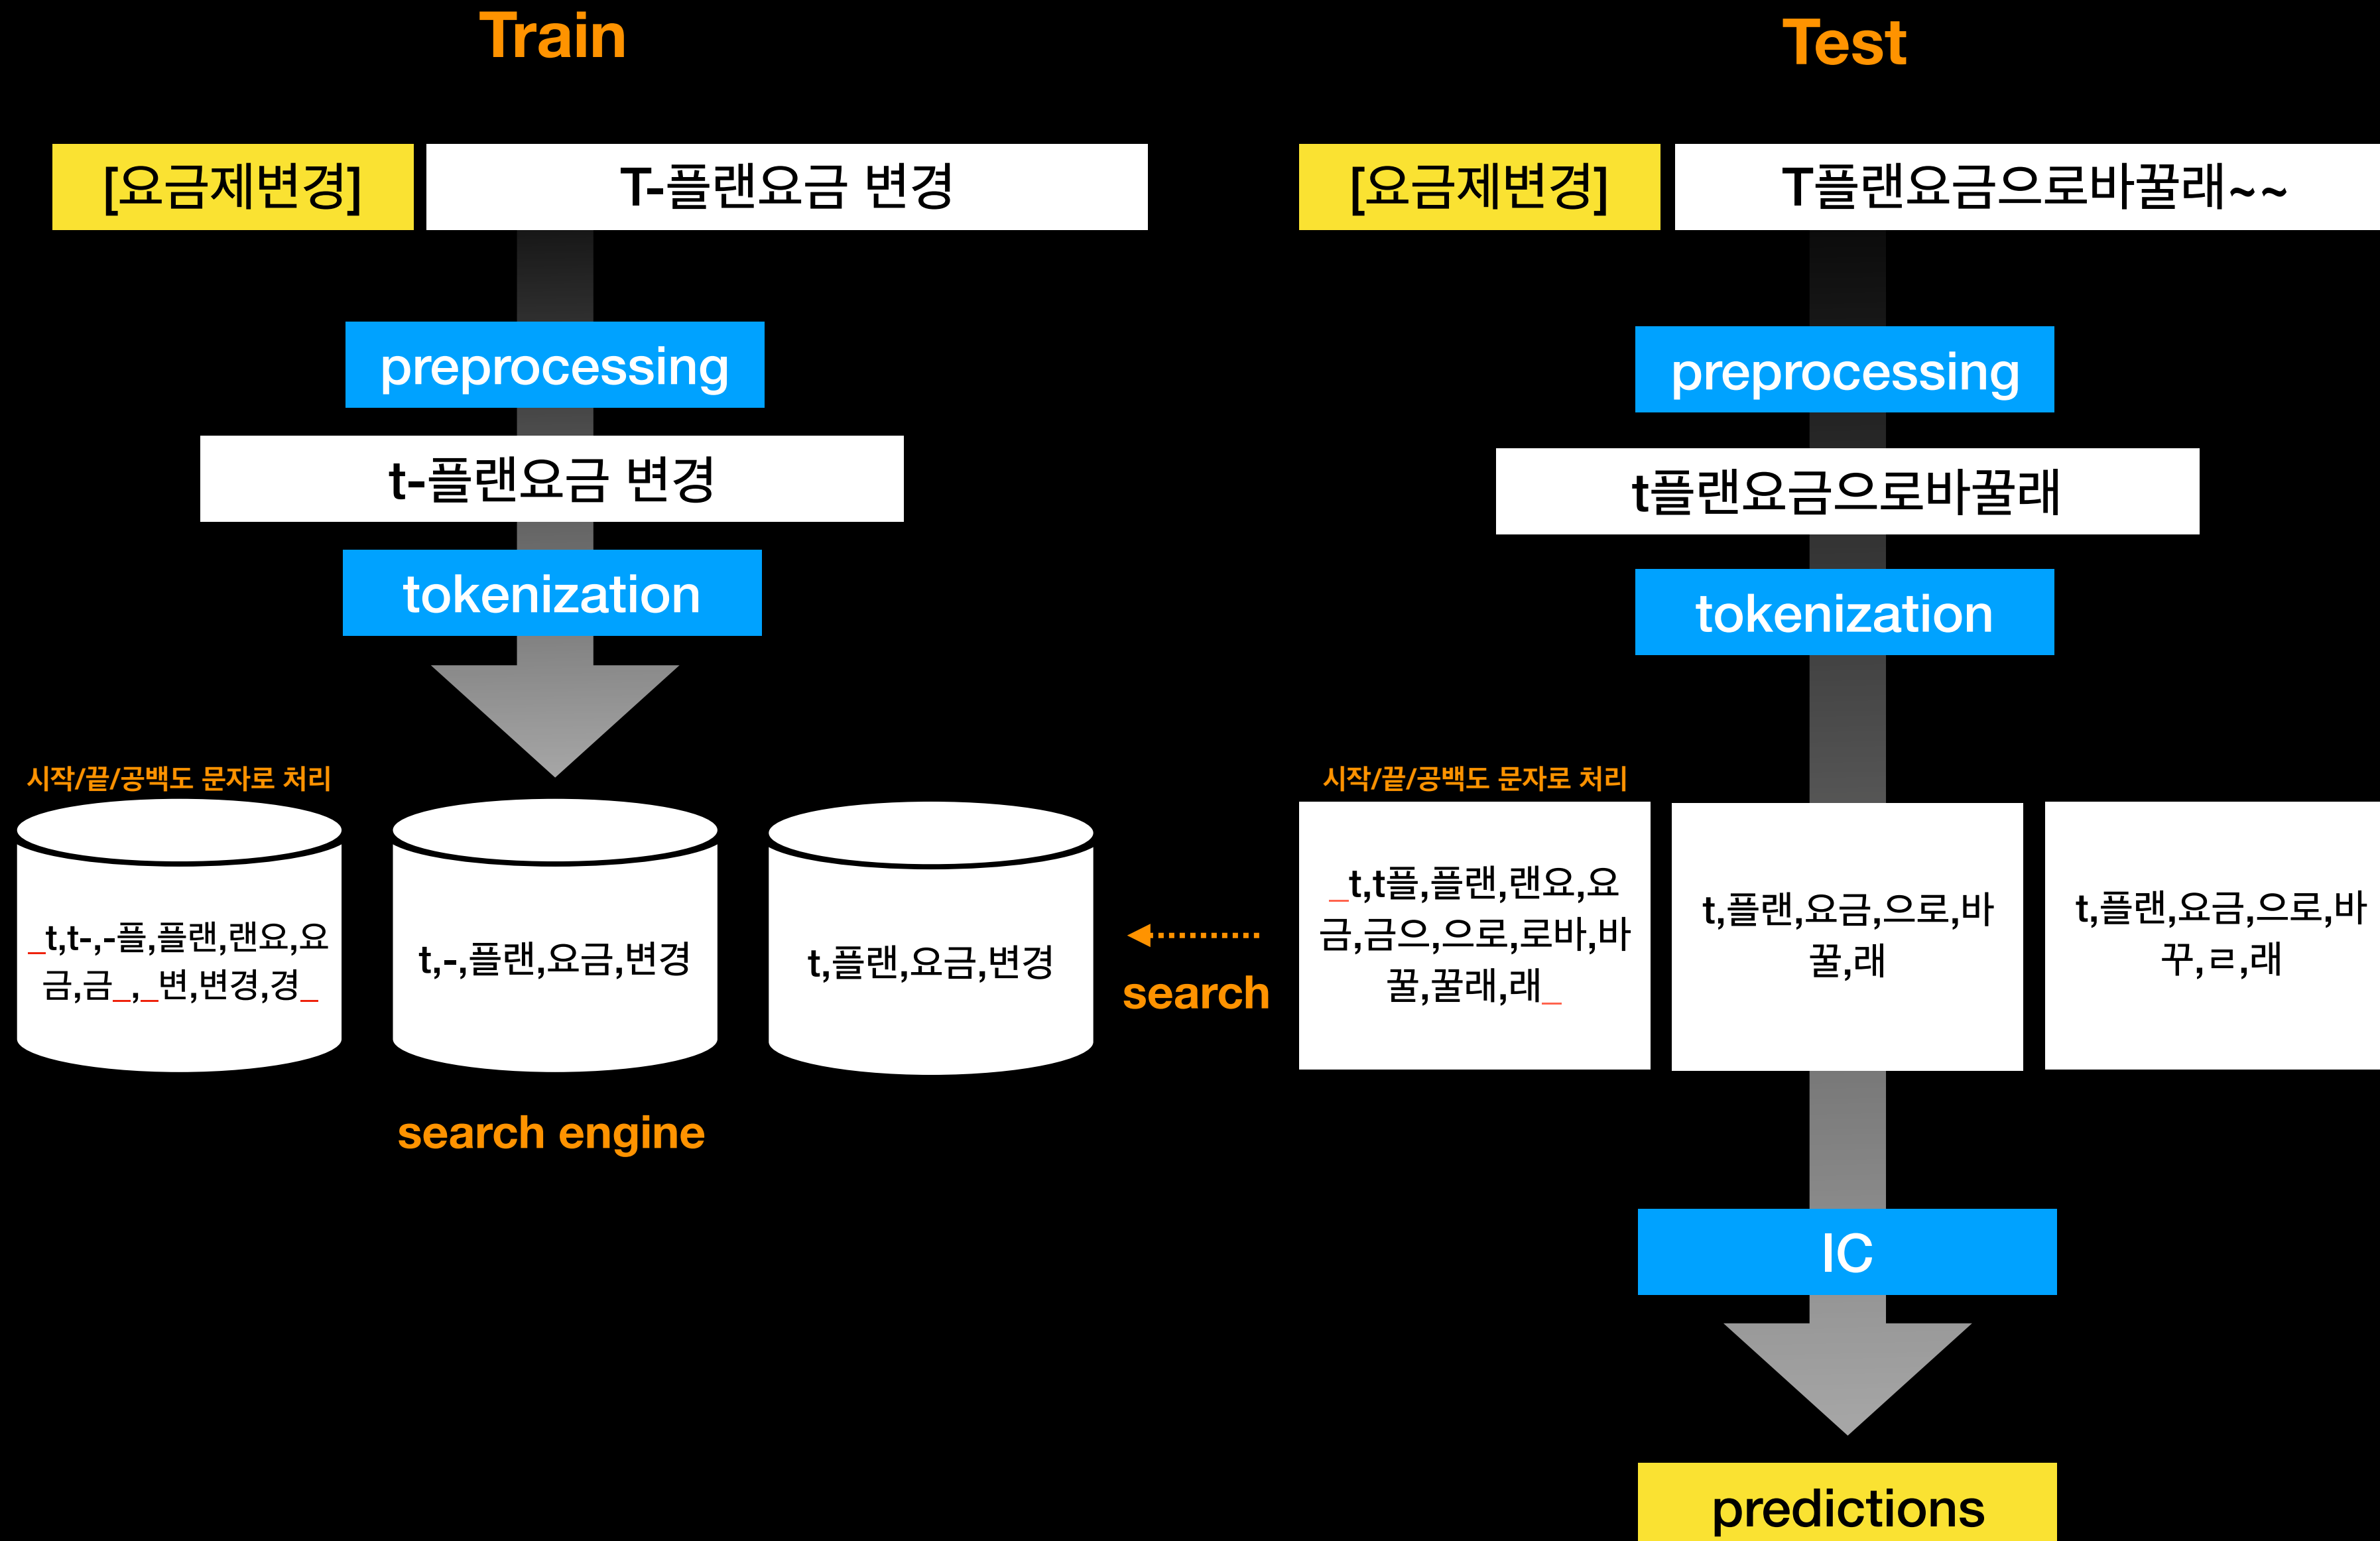 Train
[요금제변경]
T-플랜요금 변경
preprocessing
t-플랜요금 변경
tokenization
시작/끝/공백도 문자로 처리
_t,t-,-플,플랜,랜요,요
금,금_,_변,변경,경_
t,-,플랜,요금,변경
t,플랜,요금,변경
search engine
search
Test
[요금제변경]
T플랜요금으로바꿀래~~
preprocessing
t플랜요금으로바꿀래
tokenization
시작/끝/공백도 문자로 처리
_t,t플,플랜,랜요,요
금,금으,으로,로바,바
꿀,꿀래,래_
t,플랜,요금,으로,바
꿀,래
t,플랜,요금,으로,바
꾸,ㄹ,래
IC
predictions